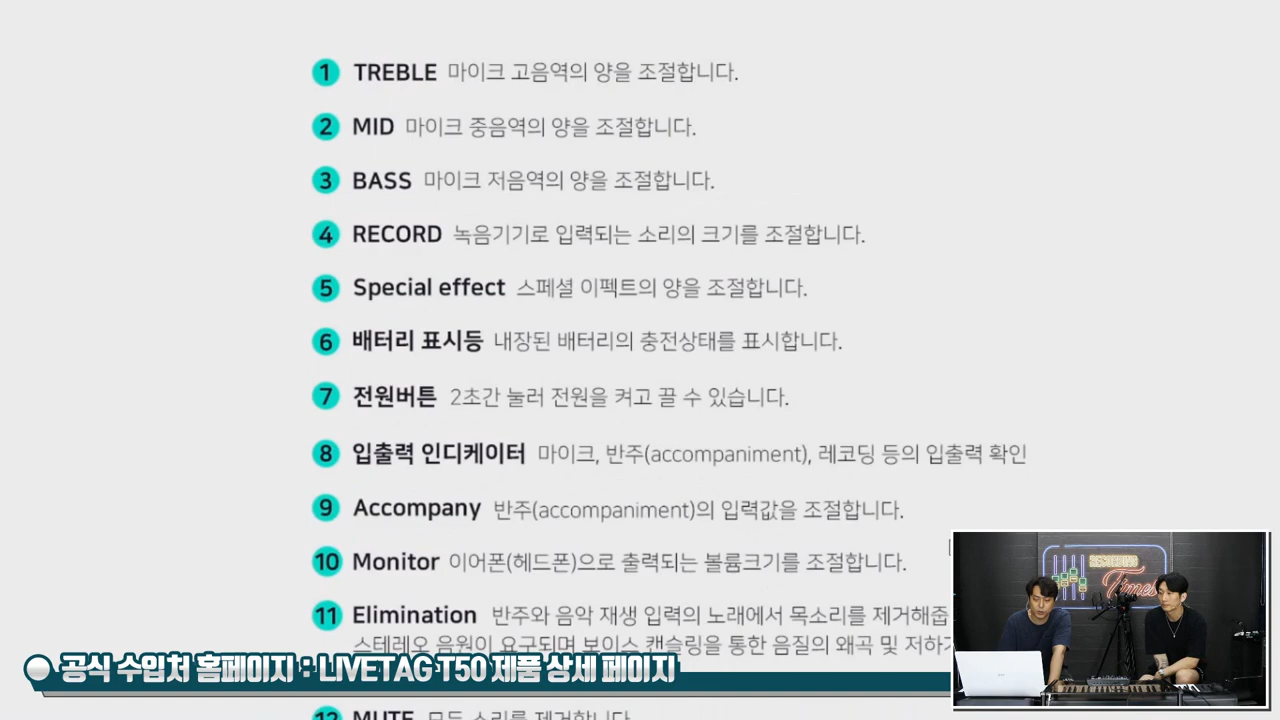 1 TREBLE 마이크 고음역의 양을 조절합니다.
2 MID 마이크 중음역의 양을 조절합니다.
3 BASS 마이크 저음역의 양을 조절합니다.
4 RECORD 녹음기기로 입력되는 소리의 크기를 조절합니다.
5 Special effect 스페셜 이펙트의 양을 조절합니다.
6 배터리 표시등 내장된 배터리의 충전상태를 표시합니다.
7 전원버튼 2초간 눌러 전원을 켜고 끌 수 있습니다.
8 입출력 인디케이터 마이크, 반주(accompaniment), 레코딩 등의 입출력 확인
9 Accompany 반주(accompaniment)의 입력값을 조절합니다.
10 Monitor 이어폰(헤드폰)으로 출력되는 볼륨크기를 조절합니다.
11 Elimination 반주와 음악 재생 입력의 노래에서 목소리를 제거해줍
스테레오 음원이 요구되며 보이스 캔슬링을 통한 음질의 왜곡 및 저하가
공식 수입처 홈페이지 : LIVETAG T50 제품 상세 페이지
12 MUTE 모든 소리를 제거합니다.
RECORDING
Times